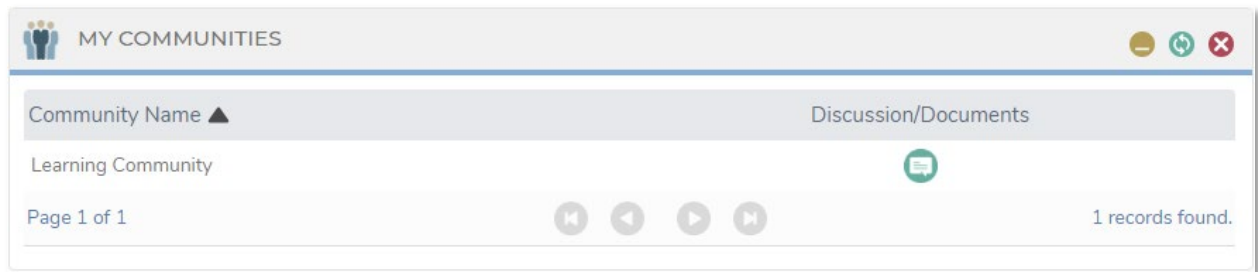 MY COMMUNITIES
Community Name Discussion/Documents
Learning Community
Page 1 of 1 1 records found.